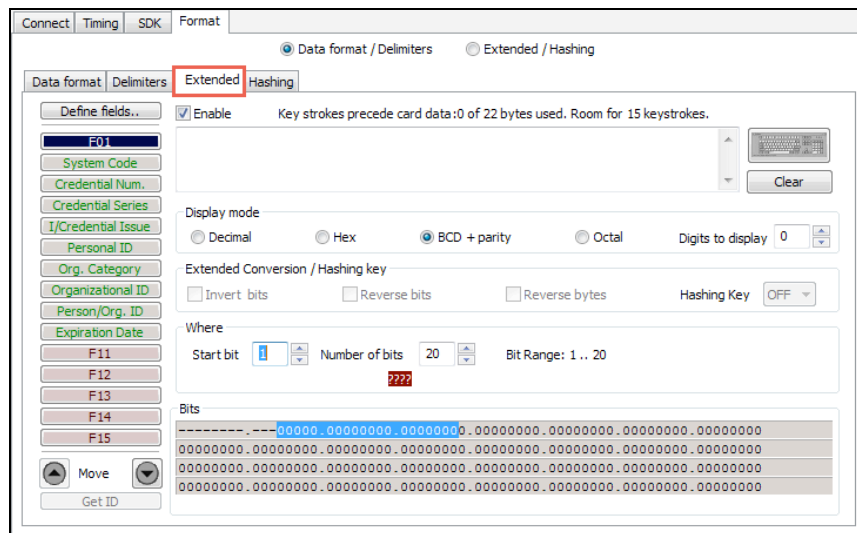 Connect Timing SDK Format
Data format / Delimiters Extended / Hashing
Data format Delimiters Extended Hashing
Define fields..
Enable Key strokes precede card data:0 of 22 bytes used. Room for 15 keystrokes.
F01
System Code
Credential Num.
Clear
Credential Series
Display mode
I/Credential Issue
Decimal Hex BCD + parity Octal Digits to display 0
Personal ID
Org. Category
Extended Conversion / Hashing key
Organizational ID
Invert bits Reverse bits Reverse bytes Hashing Key OFF
Person/Org. ID
Expiration Date
Where
F11
Start bit 1 Number of bits 20 Bit Range: 1 .. 20
F12
????
F13
F14
Bits
F15
--------.---00000.00000000.00000000.00000000.00000000.00000000.00000000
00000000.00000000.00000000.00000000.00000000.00000000.00000000.00000000
00000000.00000000.00000000.00000000.00000000.00000000.00000000.00000000
00000000.00000000.00000000.00000000.00000000.00000000.00000000.00000000
Move
Get ID